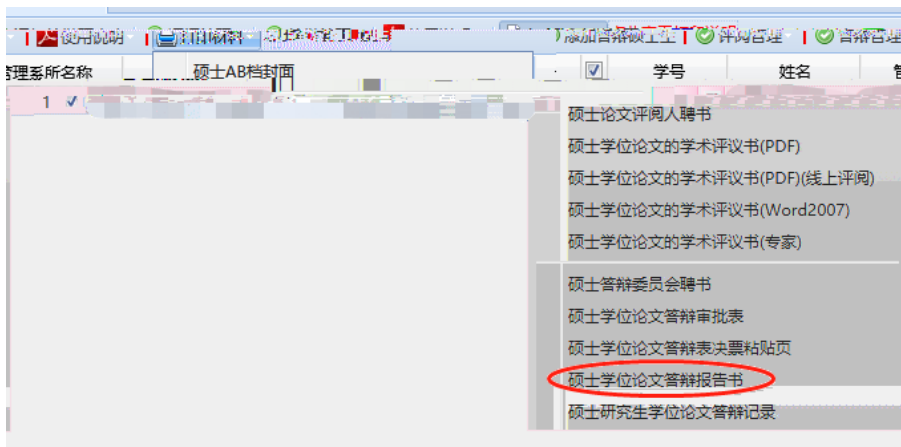 使用说明 打印材料 添加答辩硕士生 评阅管理 答辩管理
管理系所名称 硕士AB档封面 学号 姓名 管
1
硕士论文评阅人聘书
硕士学位论文的学术评议书(PDF)
硕士学位论文的学术评议书(PDF)(线上评阅)
硕士学位论文的学术评议书(Word2007)
硕士学位论文的学术评议书(专家)
硕士答辩委员会聘书
硕士学位论文答辩审批表
硕士学位论文答辩表决票粘贴页
硕士学位论文答辩报告书
硕士研究生学位论文答辩记录